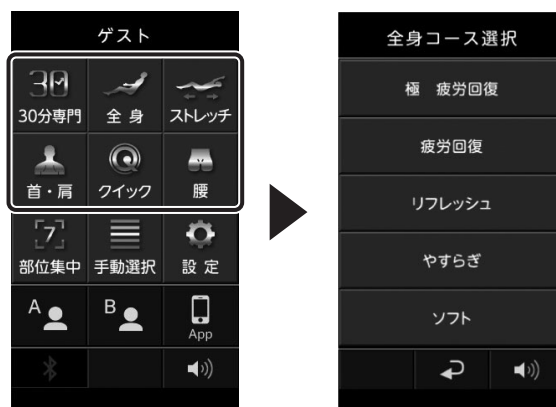 ゲスト
30
30分専門
全身
ストレッチ
首・肩
Q
クイック
腰
7
部位集中
手動選択
設定
A
B
App
全身コース選択
極 疲労回復
疲労回復
リフレッシュ
やすらぎ
ソフト